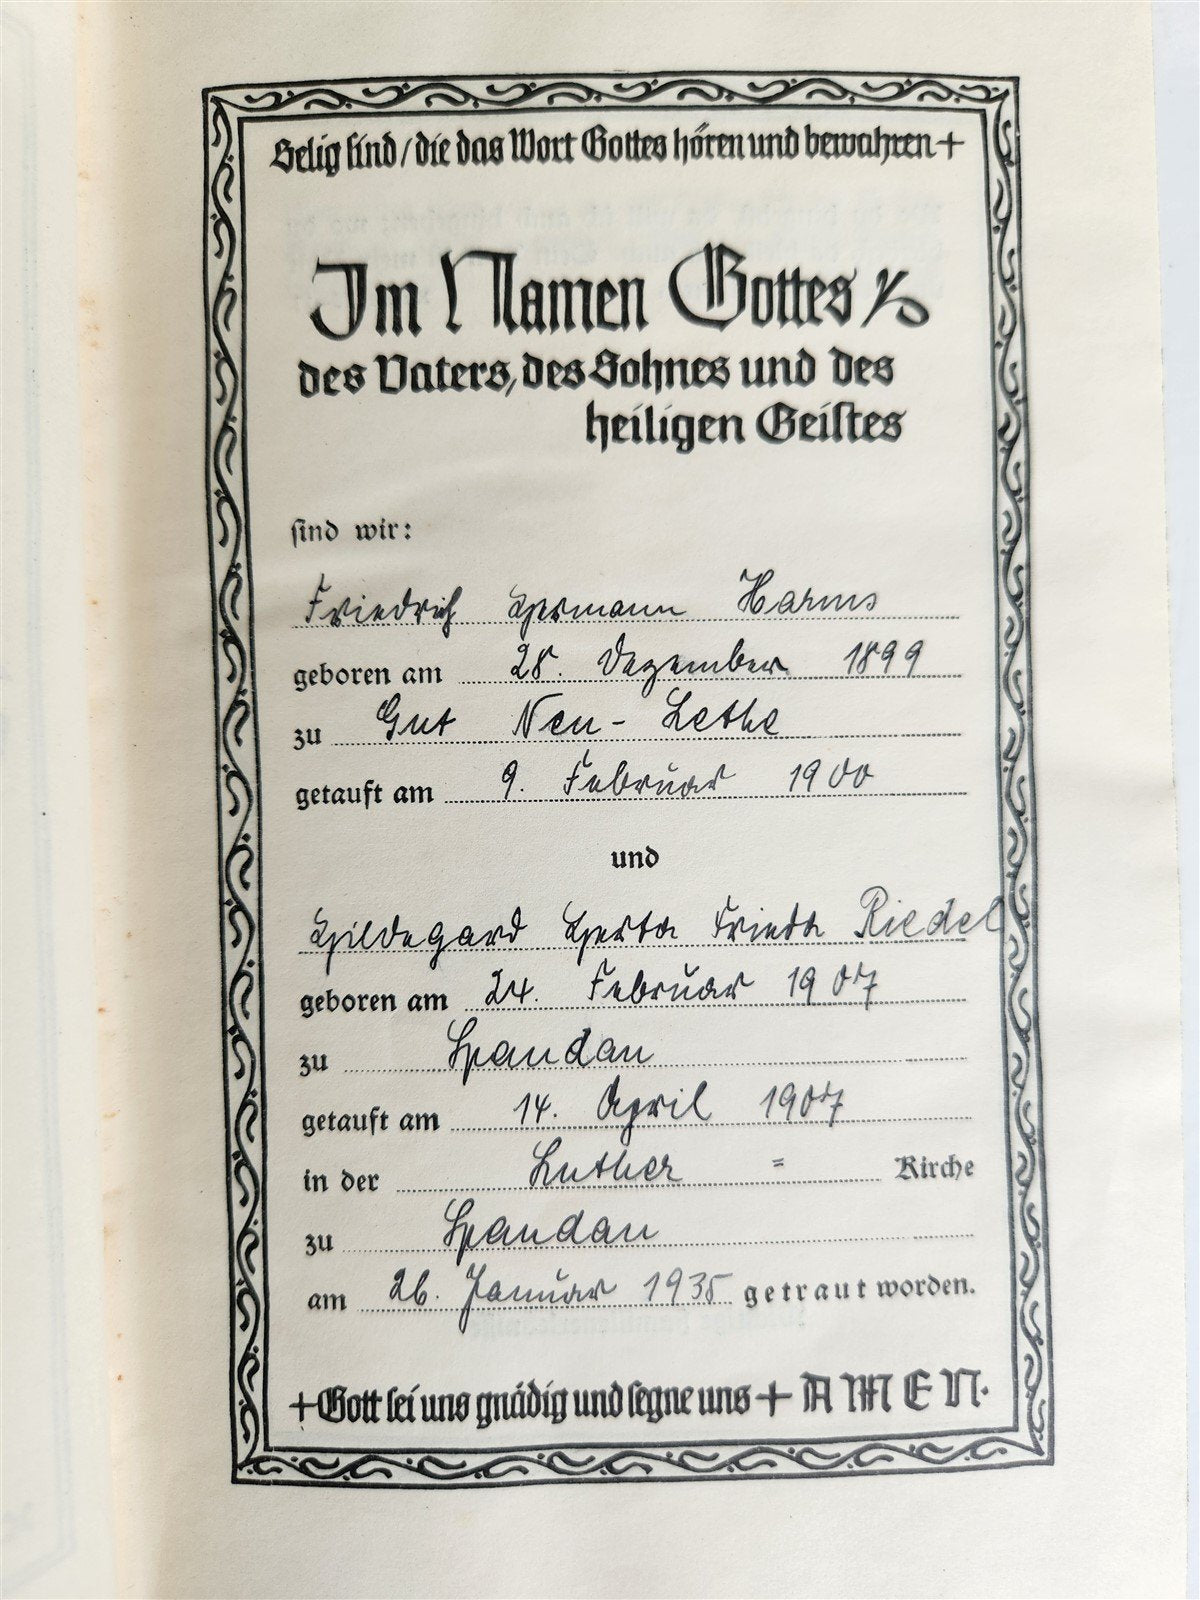 Selig sind / die das Wort Gottes hören und bewahren +
Im Namen Gottes
des Vaters, des Sohnes und des
heiligen Geistes
sind wir:
Friedrich Hermann Harms
geboren am 28. Dezember 1899
zu Gut Neu-Lethe
getauft am 9. Februar 1900
und
Hildegard Herta Frieda Riedel
geboren am 24. Februar 1907
zu Spandau
getauft am 14. April 1907
in der Luther = Kirche
zu Spandau
am 26. Januar 1935 getraut worden.
+ Gott sei uns gnädig und segne uns + AMEN.